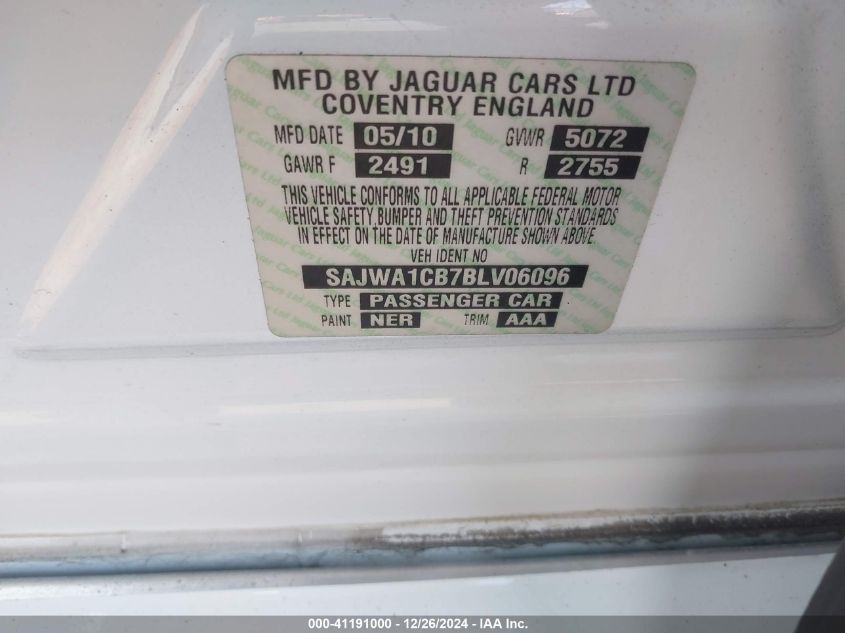 MFD BY JAGUAR CARS LTD
COVENTRY ENGLAND
MFD DATE 05/10 GVWR 5072
GAWR F 2491 R 2755
THIS VEHICLE CONFORMS TO ALL APPLICABLE FEDERAL MOTOR
VEHICLE SAFETY,BUMPER AND THEFT PREVENTION STANDARDS
IN EFFECT ON THE DATE OF MANUFACTURE SHOWN ABOVE.
VEH IDENT NO
SAJWA1CB7BLV06096
TYPE PASSENGER CAR
PAINT NER TRIM AAA
000-41191000 - 12/26/2024 - IAA Inc.